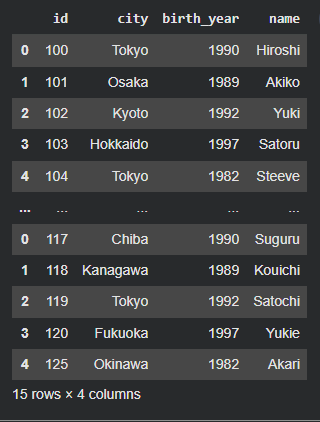 id city birth_year name
0 100 Tokyo 1990 Hiroshi
1 101 Osaka 1989 Akiko
2 102 Kyoto 1992 Yuki
3 103 Hokkaido 1997 Satoru
4 104 Tokyo 1982 Steeve
... ... ... ... ...
0 117 Chiba 1990 Suguru
1 118 Kanagawa 1989 Kouichi
2 119 Tokyo 1992 Satochi
3 120 Fukuoka 1997 Yukie
4 125 Okinawa 1982 Akari
15 rows × 4 columns